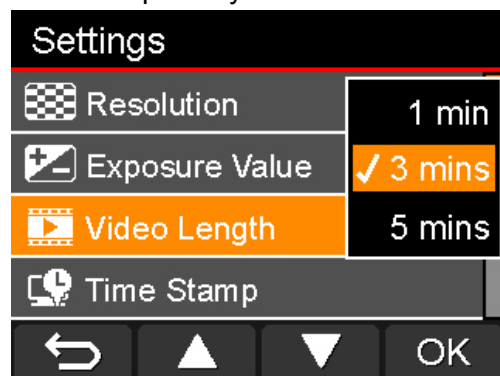 Settings
Resolution
1 min
Exposure Value
✓ 3 mins
Video Length
5 mins
Time Stamp
OK